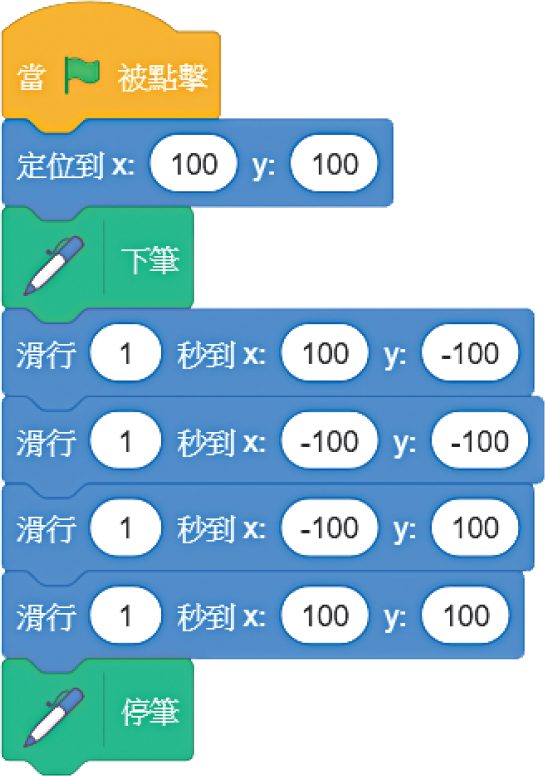 當 被點擊
定位到 x: 100 y: 100
下筆
滑行 1 秒到 x: 100 y: -100
滑行 1 秒到 x: -100 y: -100
滑行 1 秒到 x: -100 y: 100
滑行 1 秒到 x: 100 y: 100
停筆